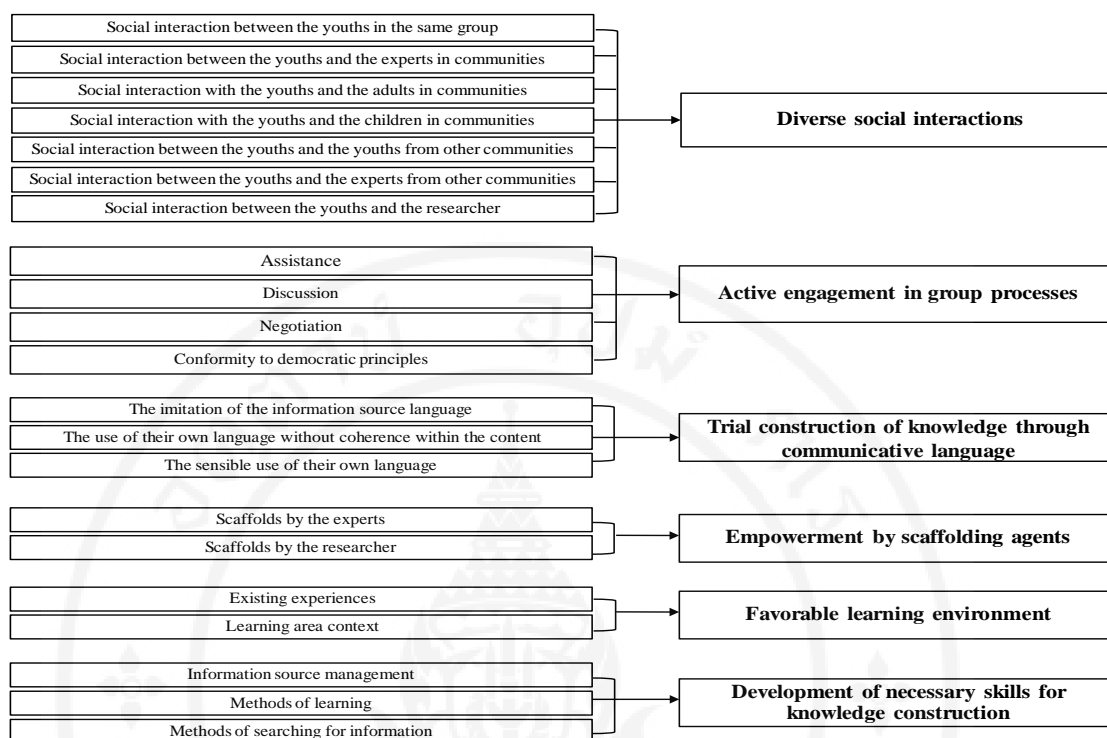 Social interaction between the youths in the same group
Social interaction between the youths and the experts in communities
Social interaction with the youths and the adults in communities
Social interaction with the youths and the children in communities
Social interaction between the youths and the youths from other communities
Social interaction between the youths and the experts from other communities
Social interaction between the youths and the researcher
Diverse social interactions
Assistance
Discussion
Negotiation
Conformity to democratic principles
Active engagement in group processes
The imitation of the information source language
The use of their own language without coherence within the content
The sensible use of their own language
Trial construction of knowledge through
communicative language
Scaffolds by the experts
Scaffolds by the researcher
Empowerment by scaffolding agents
Existing experiences
Learning area context
Favorable learning environment
Information source management
Methods of learning
Methods of searching for information
Development of necessary skills for
knowledge construction